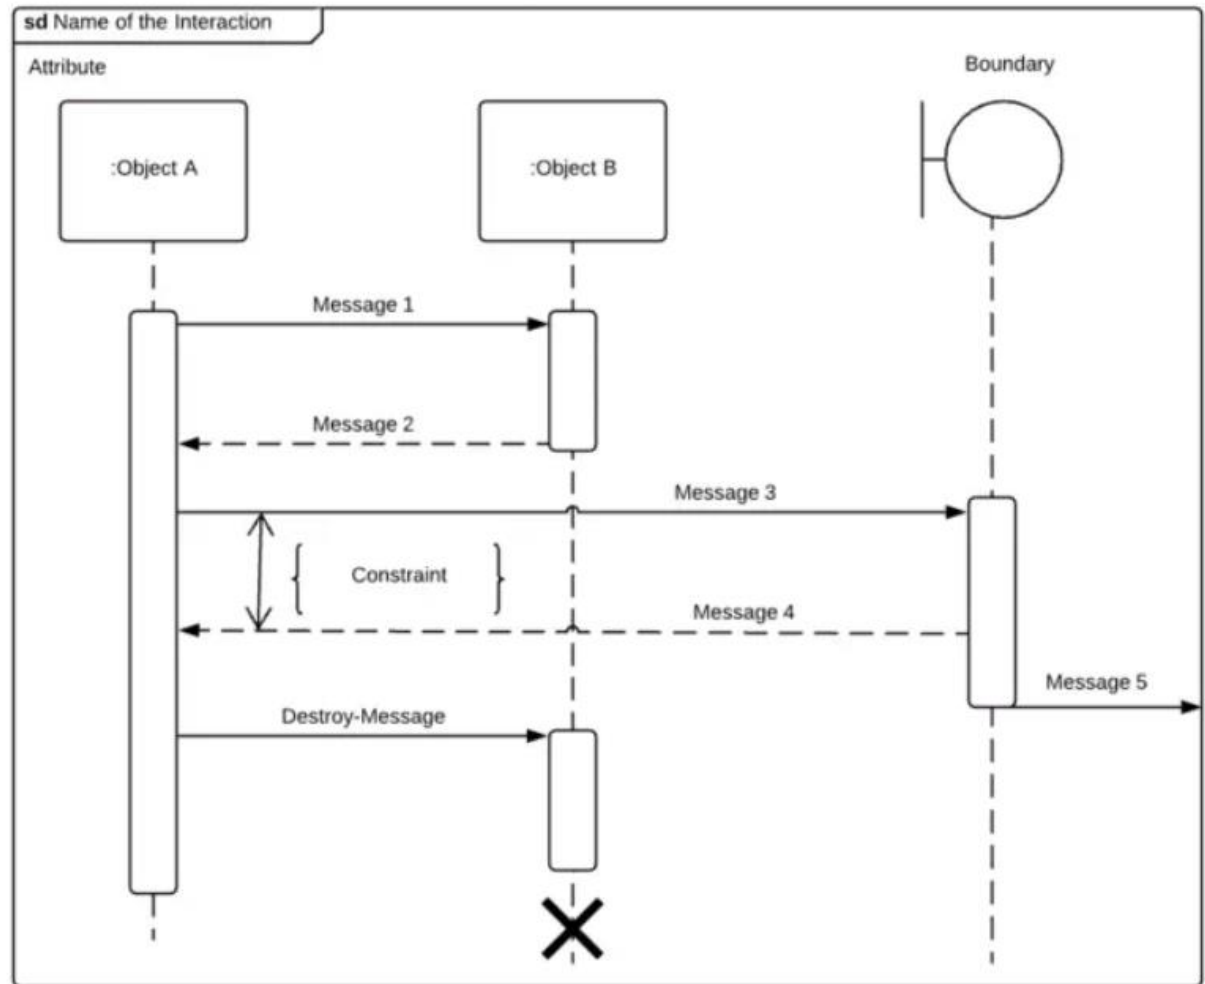 sd Name of the Interaction
Attribute
Boundary
:Object A
:Object B
Message 1
Message 2
Message 3
{ Constraint }
Message 4
Message 5
Destroy-Message